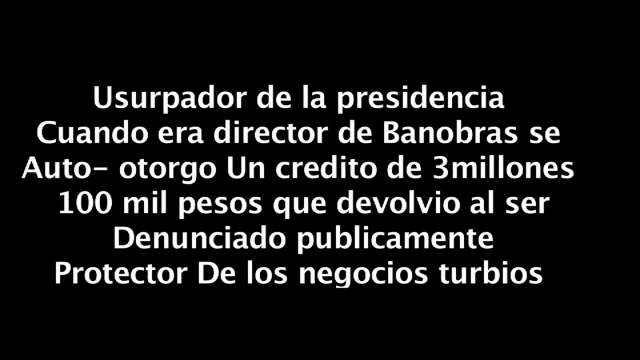 Usurpador de la presidencia
Cuando era director de Banobras se
Auto- otorgo Un credito de 3millones
100 mil pesos que devolvio al ser
Denunciado publicamente
Protector De los negocios turbios